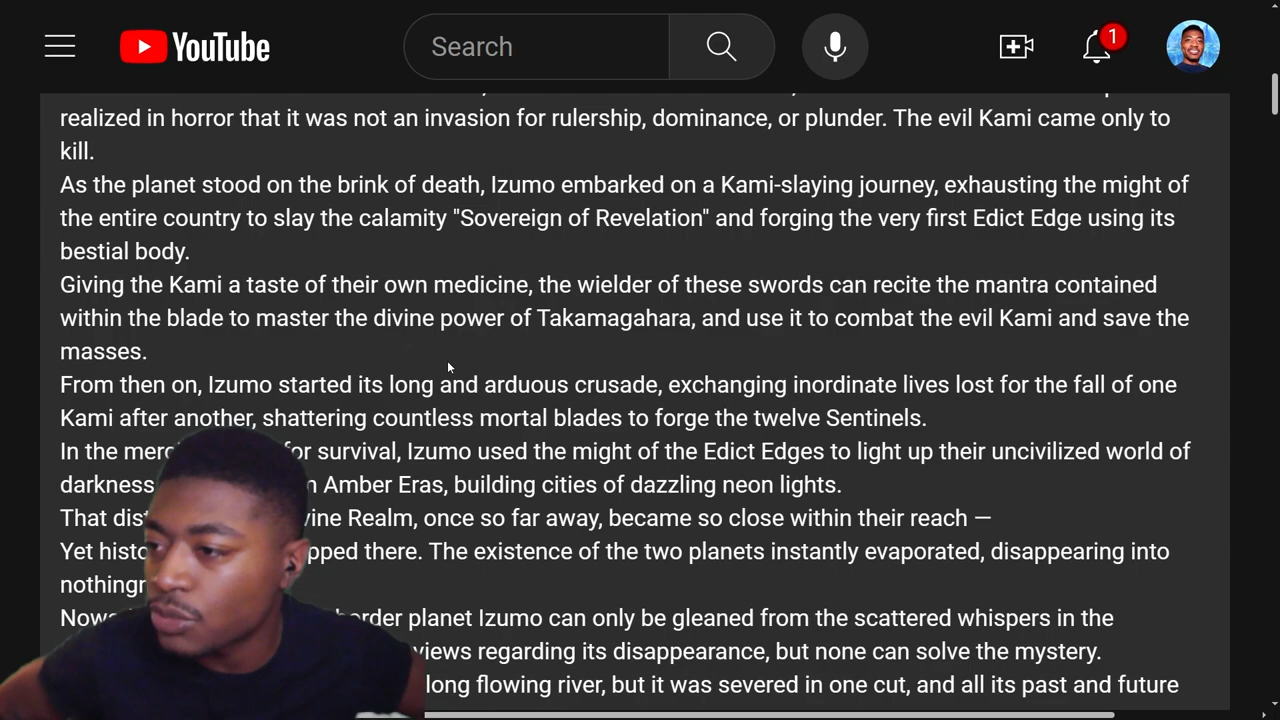 YouTube
Search
1
realized in horror that it was not an invasion for rulership, dominance, or plunder. The evil Kami came only to
kill.
As the planet stood on the brink of death, Izumo embarked on a Kami-slaying journey, exhausting the might of
the entire country to slay the calamity "Sovereign of Revelation" and forging the very first Edict Edge using its
bestial body.
Giving the Kami a taste of their own medicine, the wielder of these swords can recite the mantra contained
within the blade to master the divine power of Takamagahara, and use it to combat the evil Kami and save the
masses.
From then on, Izumo started its long and arduous crusade, exchanging inordinate lives lost for the fall of one
Kami after another, shattering countless mortal blades to forge the twelve Sentinels.
In the for survival, Izumo used the might of the Edict Edges to light up their uncivilized world of
darkness Amber Eras, building cities of dazzling neon lights.
That Realm, once so far away, became so close within their reach —
Yet there. The existence of the two planets instantly evaporated, disappearing into
border planet Izumo can only be gleaned from the scattered whispers in the
views regarding its disappearance, but none can solve the mystery.
long flowing river, but it was severed in one cut, and all its past and future